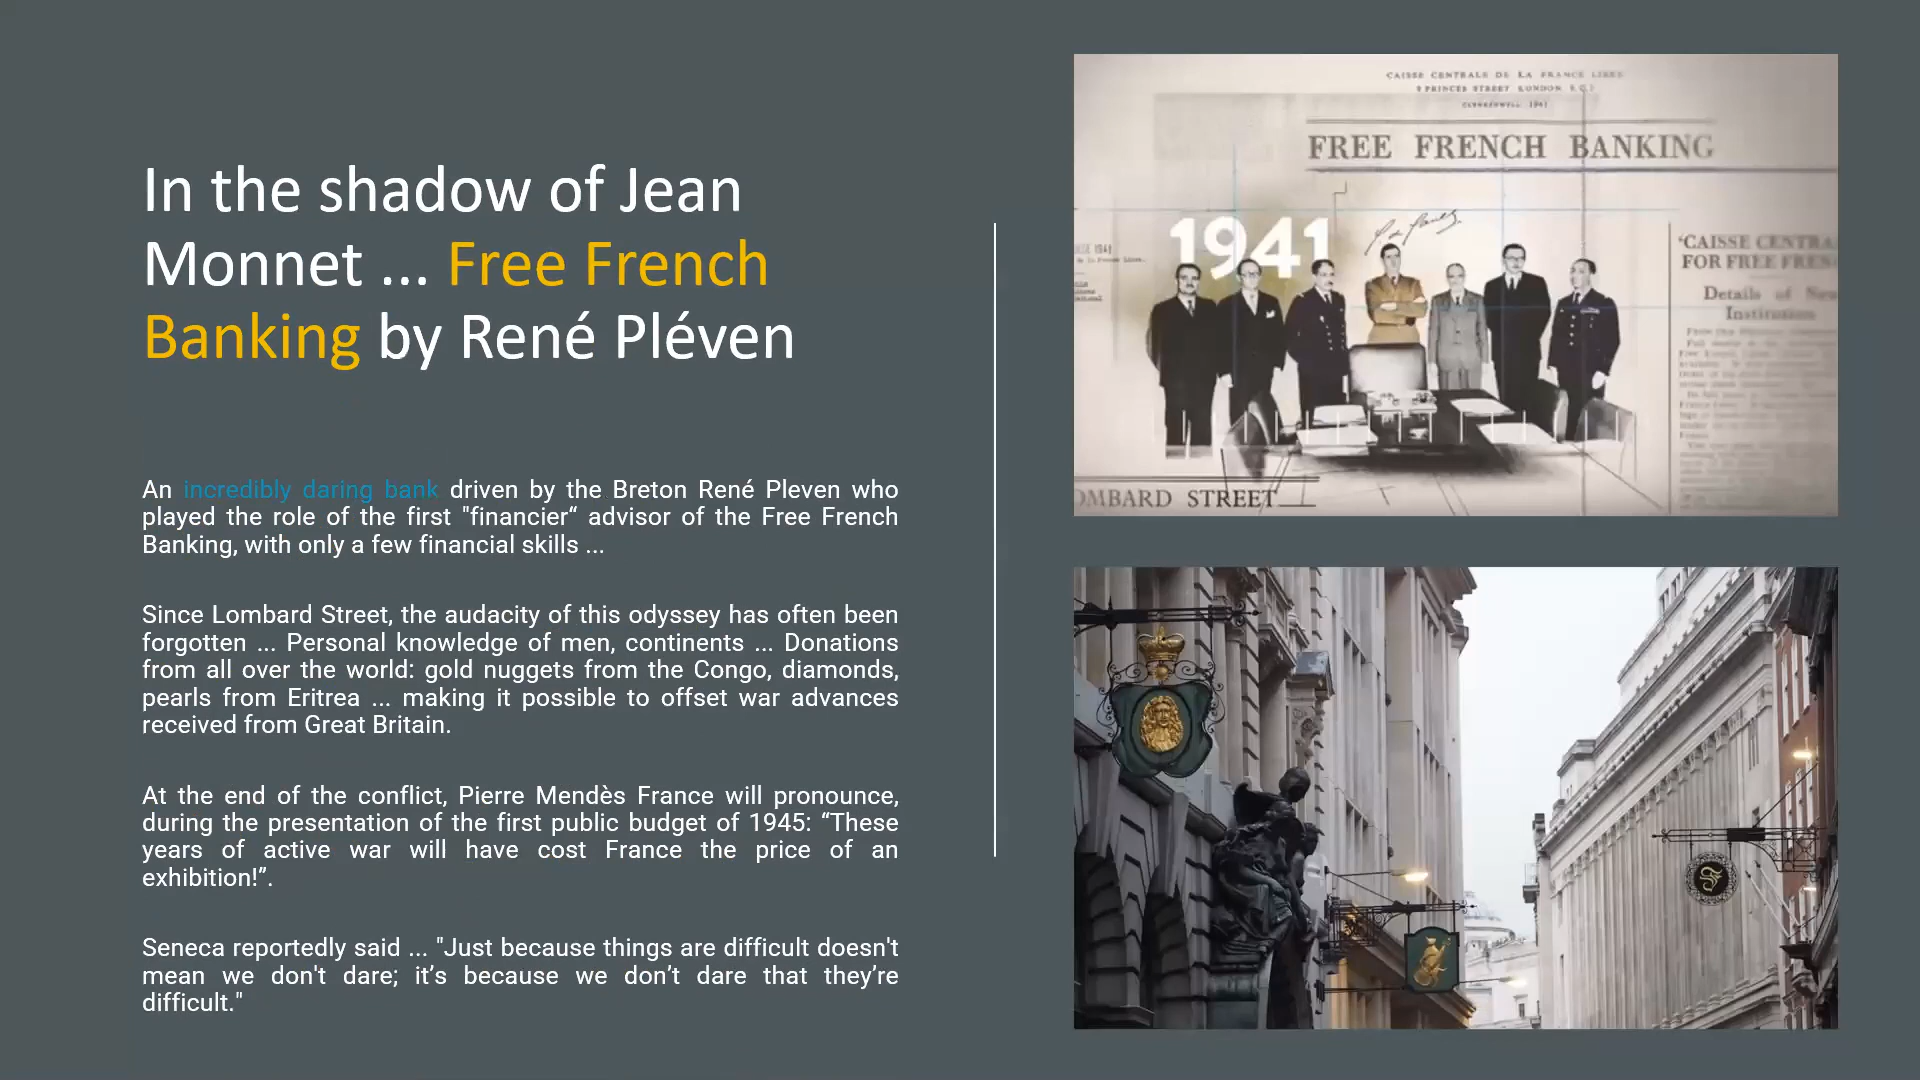 In the shadow of Jean
Monnet ... Free French
Banking by René Pléven
An incredibly daring bank driven by the Breton René Pleven who
played the role of the first "financier“ advisor of the Free French
Banking, with only a few financial skills ...
Since Lombard Street, the audacity of this odyssey has often been
forgotten ... Personal knowledge of men, continents ... Donations
from all over the world: gold nuggets from the Congo, diamonds,
pearls from Eritrea ... making it possible to offset war advances
received from Great Britain.
At the end of the conflict, Pierre Mendès France will pronounce,
during the presentation of the first public budget of 1945: “These
years of active war will have cost France the price of an
exhibition!”.
Seneca reportedly said ... "Just because things are difficult doesn't
mean we don't dare; it’s because we don’t dare that they’re
difficult."
CAISSE CENTRALE DE LA FRANCE LIBRE
PRINCES STREET LONDON E.C.2
1941
FREE FRENCH BANKING
1941
‘CAISSE CENTRA
FOR FREE FREN
Details of New
Institution
OMBARD STREET